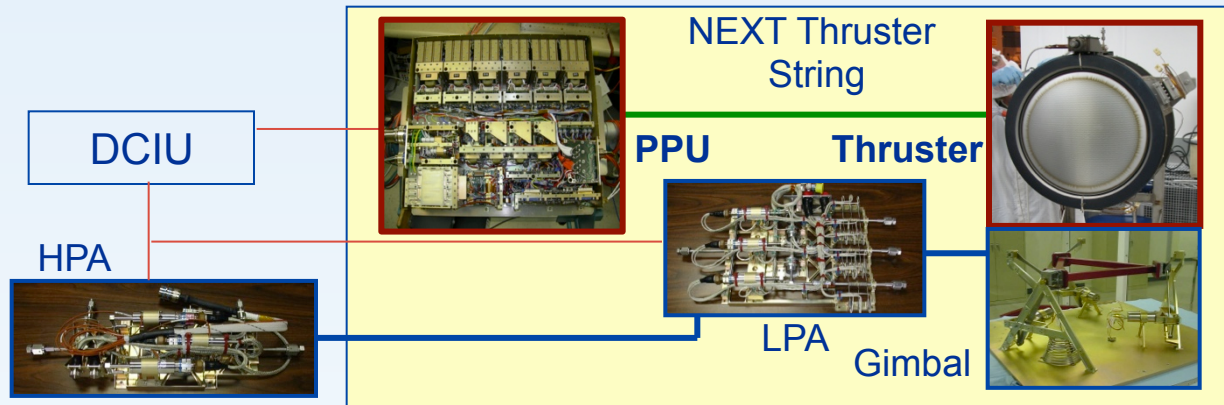 NEXT Thruster
String
DCIU
PPU
Thruster
HPA
LPA
Gimbal